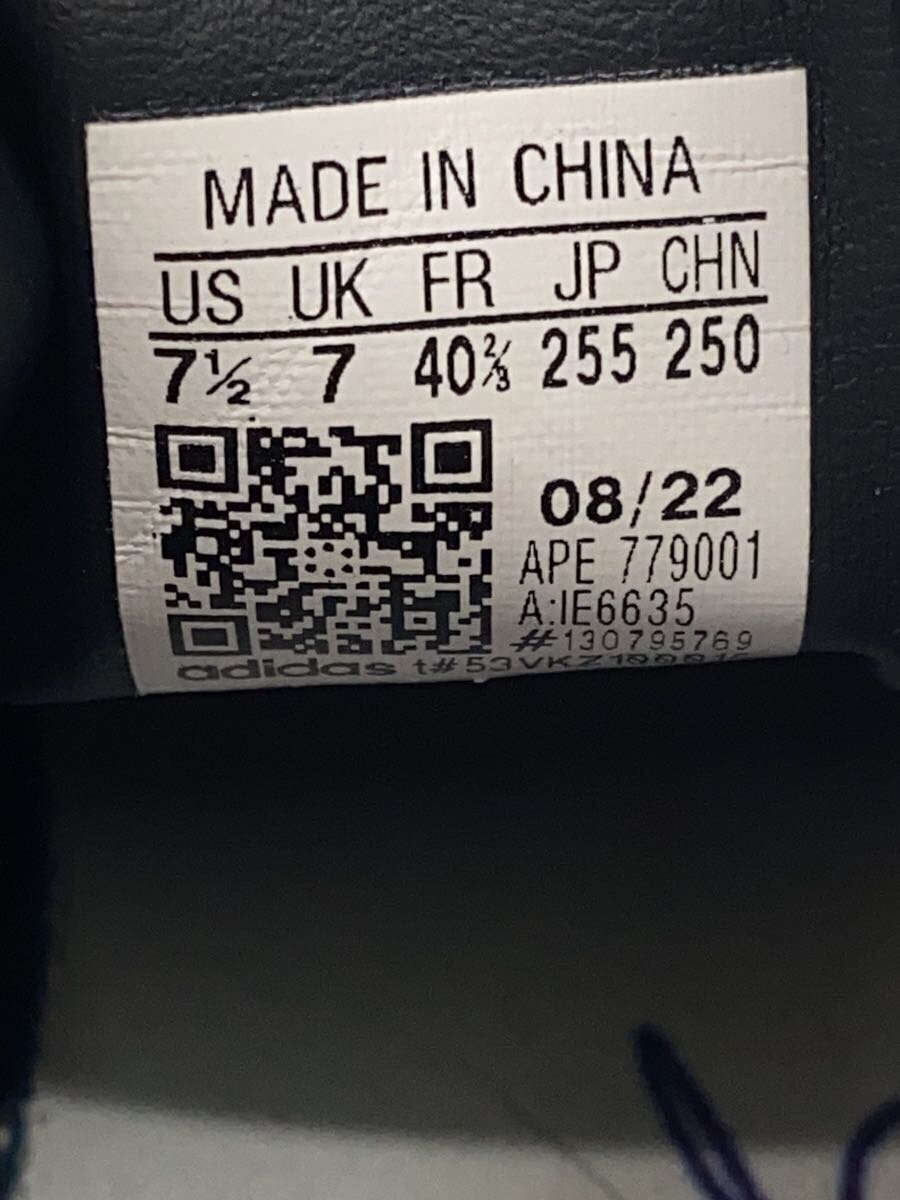 MADE IN CHINA
US UK FR JP CHN
7½ 7 40⅔ 255 250
08/22
APE 779001
A:IE6635
#130795769
adidas